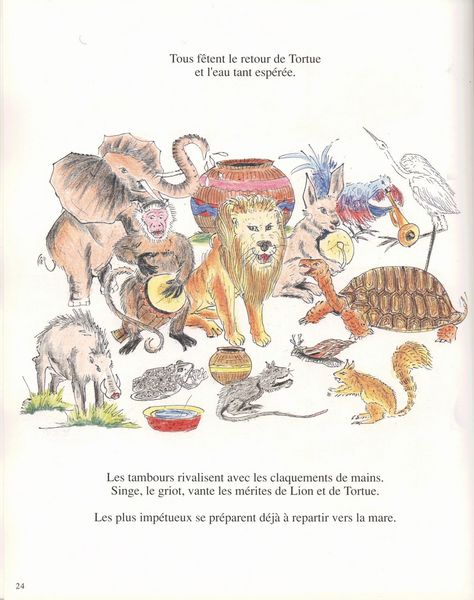 Tous fêtent le retour de Tortue
et l'eau tant espérée.
Les tambours rivalisent avec les claquements de mains.
Singe, le griot, vante les mérites de Lion et de Tortue.
Les plus impétueux se préparent déjà à repartir vers la mare.
24